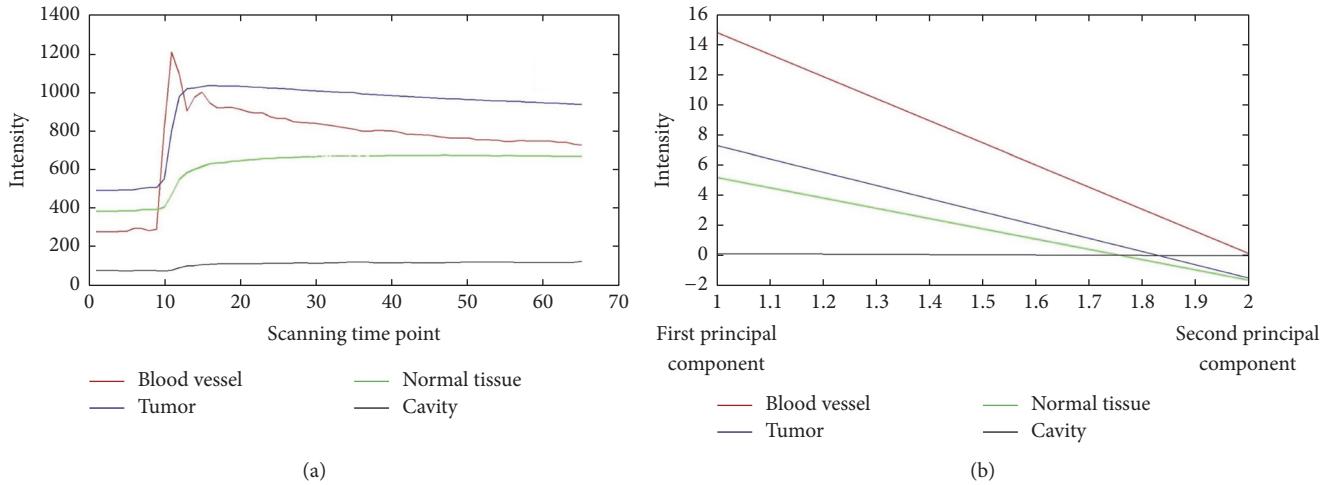 1400
1200
1000
800
600
400
200
0
Intensity
0 10 20 30 40 50 60 70
Scanning time point
Blood vessel
Tumor
Normal tissue
Cavity
(a)
16
14
12
10
8
6
4
2
0
−2
Intensity
1 1.1 1.2 1.3 1.4 1.5 1.6 1.7 1.8 1.9 2
First principal
component
Second principal
component
Blood vessel
Tumor
Normal tissue
Cavity
(b)